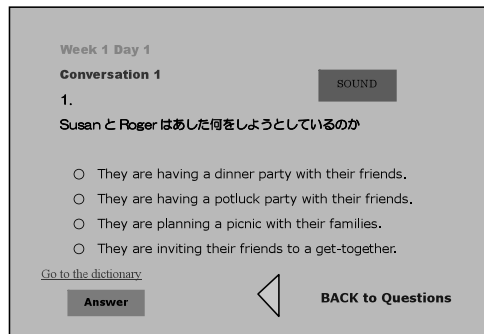 Week 1 Day 1
Conversation 1
SOUND
1.
Susan と Roger はあした何をしようとしているのか
They are having a dinner party with their friends.
They are having a potluck party with their friends.
They are planning a picnic with their families.
They are inviting their friends to a get-together.
Go to the dictionary
Answer
BACK to Questions